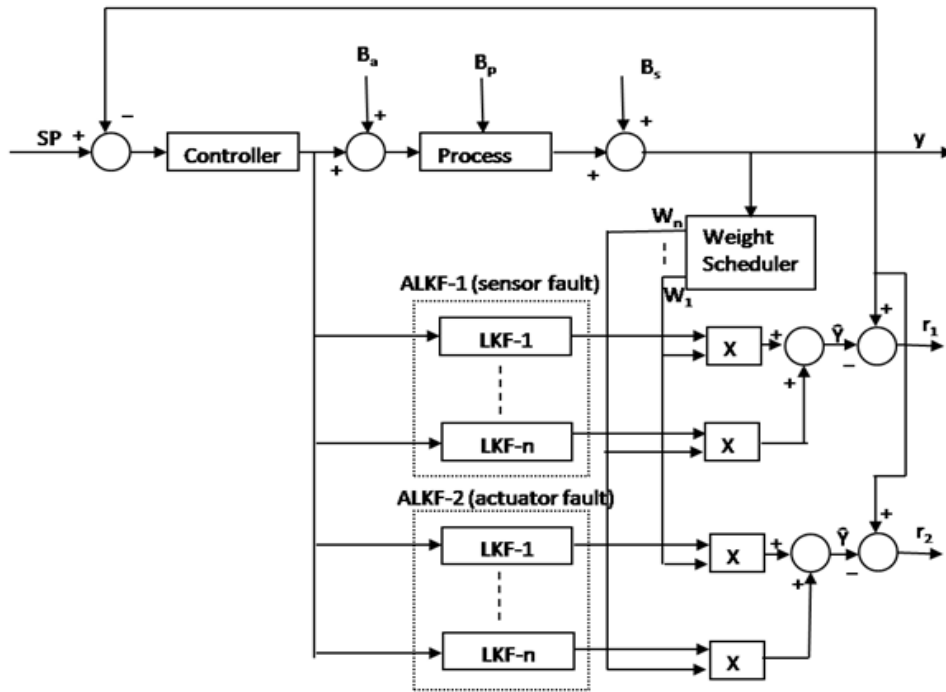 Bₐ
Bₚ
Bₛ
SP
+
−
Controller
+
+
Process
+
+
y
Wₙ
W₁
Weight
Scheduler
ALKF-1 (sensor fault)
LKF-1
X
+
+
Ŷ
+
−
r₁
LKF-n
X
ALKF-2 (actuator fault)
LKF-1
X
+
+
Ŷ
+
−
r₂
LKF-n
X